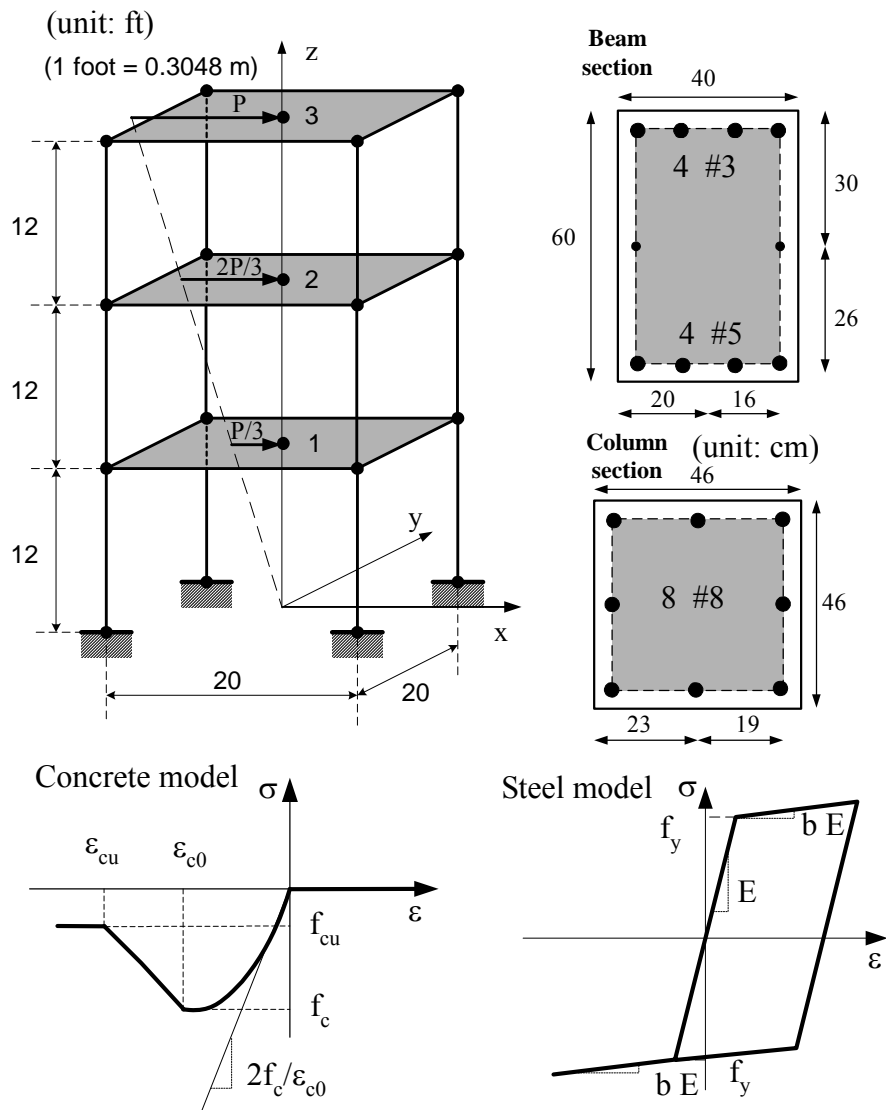 (unit: ft)
(1 foot = 0.3048 m)
z
P
3
12
2P/3
2
12
P/3
1
12
y
x
20
20
Beam
section
40
4 #3
30
60
4 #5
26
20
16
Column
section
(unit: cm)
46
8 #8
46
23
19
Concrete model
σ
ε_cu
ε_c0
ε
f_cu
f_c
2f_c/ε_c0
Steel model
σ
f_y
b E
E
ε
b E
f_y